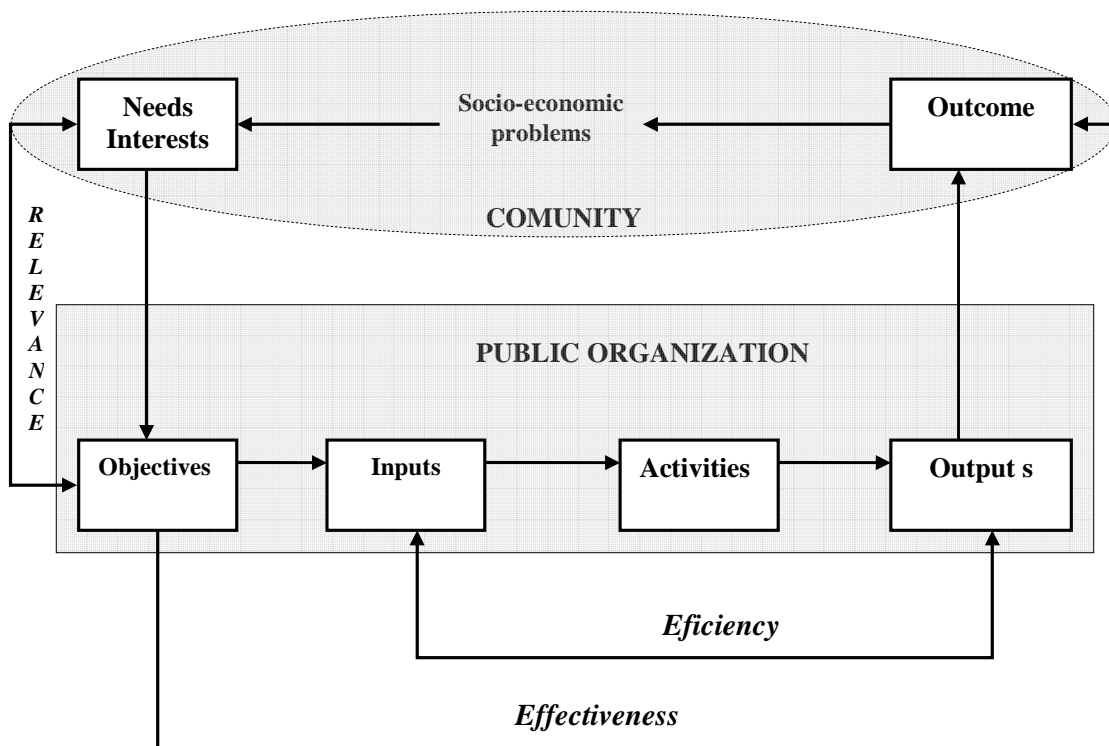 Needs
Interests
Socio-economic
problems
Outcome
COMUNITY
R
E
L
E
V
A
N
C
E
PUBLIC ORGANIZATION
Objectives
Inputs
Activities
Output s
Eficiency
Effectiveness